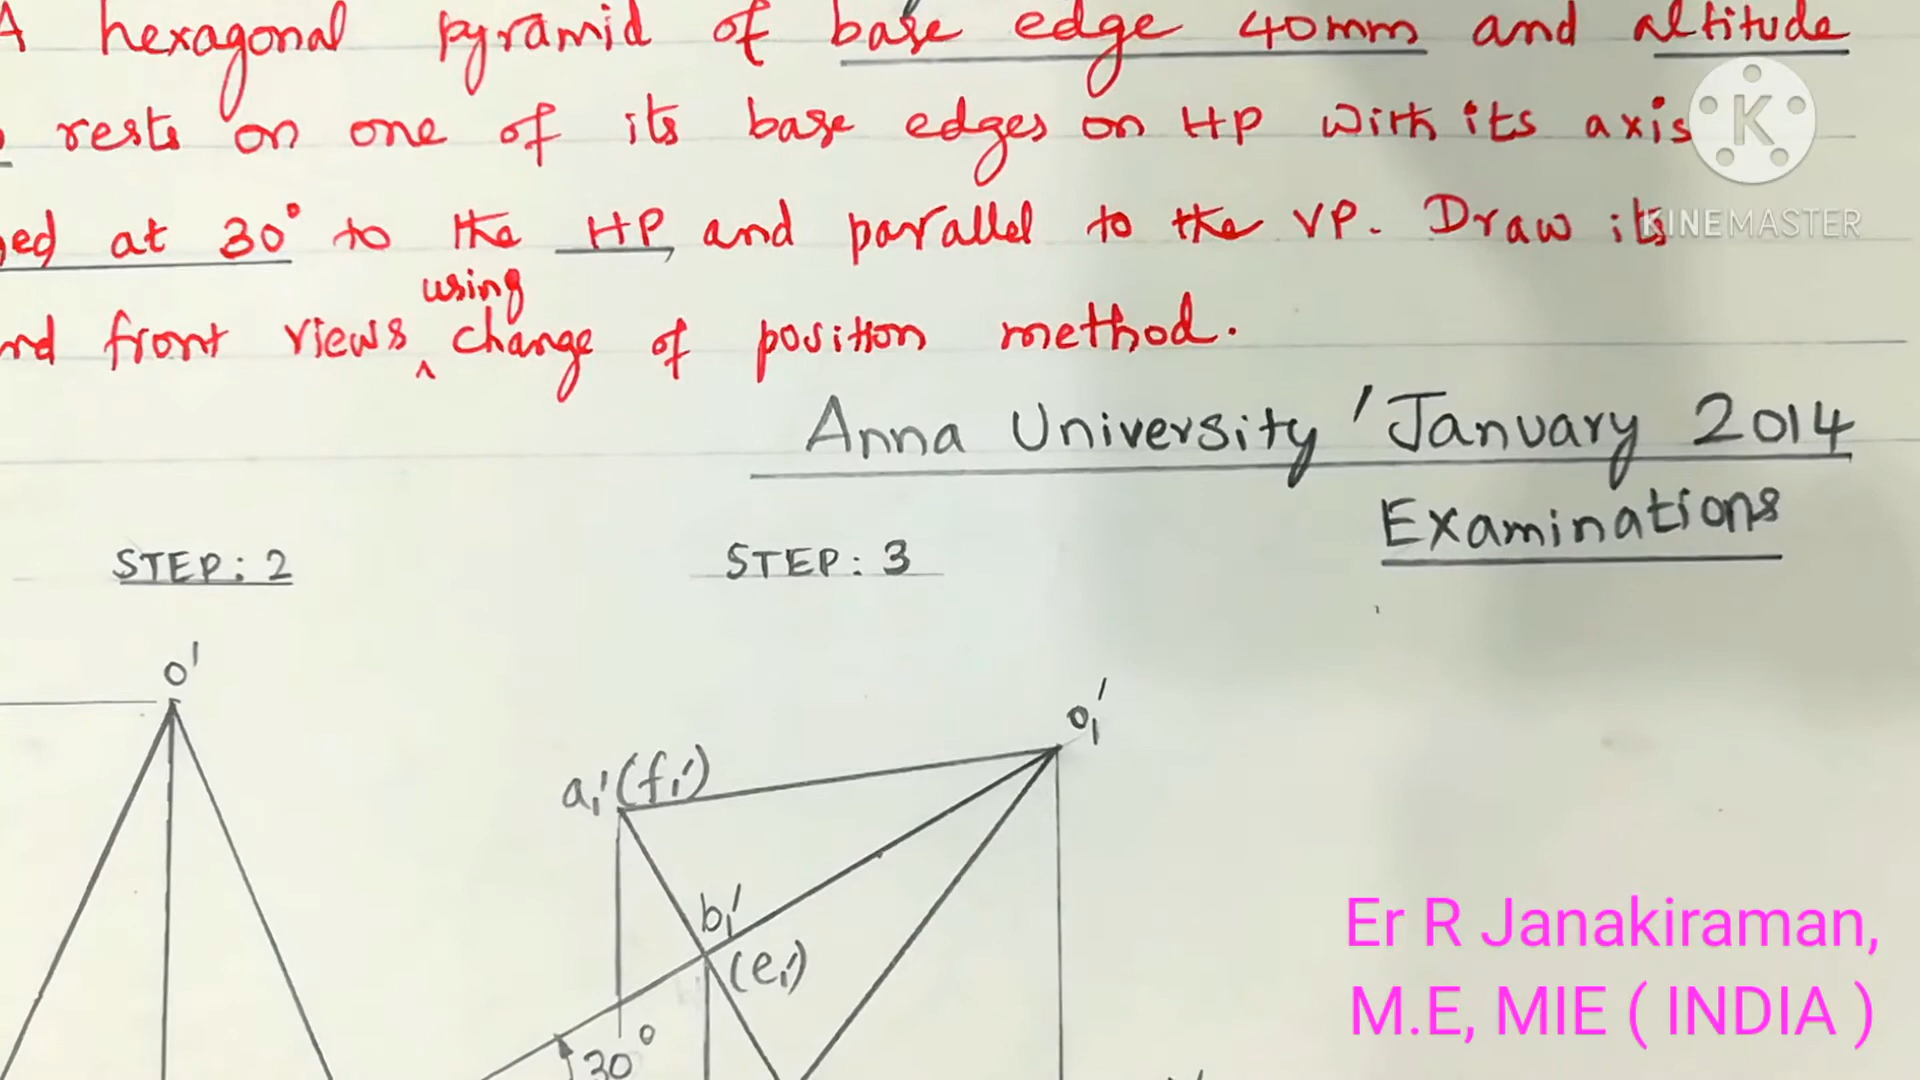 A hexagonal pyramid of base edge 40mm and altitude
rests on one of its base edges on HP with its axis
ed at 30° to the HP, and parallel to the VP. Draw its
using
nd front views ^ change of position method.
K
KINEMASTER
Anna University 'January 2014
Examinations
STEP: 2
STEP: 3
o'
o₁'
a₁'(f₁')
b₁'
(e₁')
30°
Er R Janakiraman,
M.E, MIE ( INDIA )